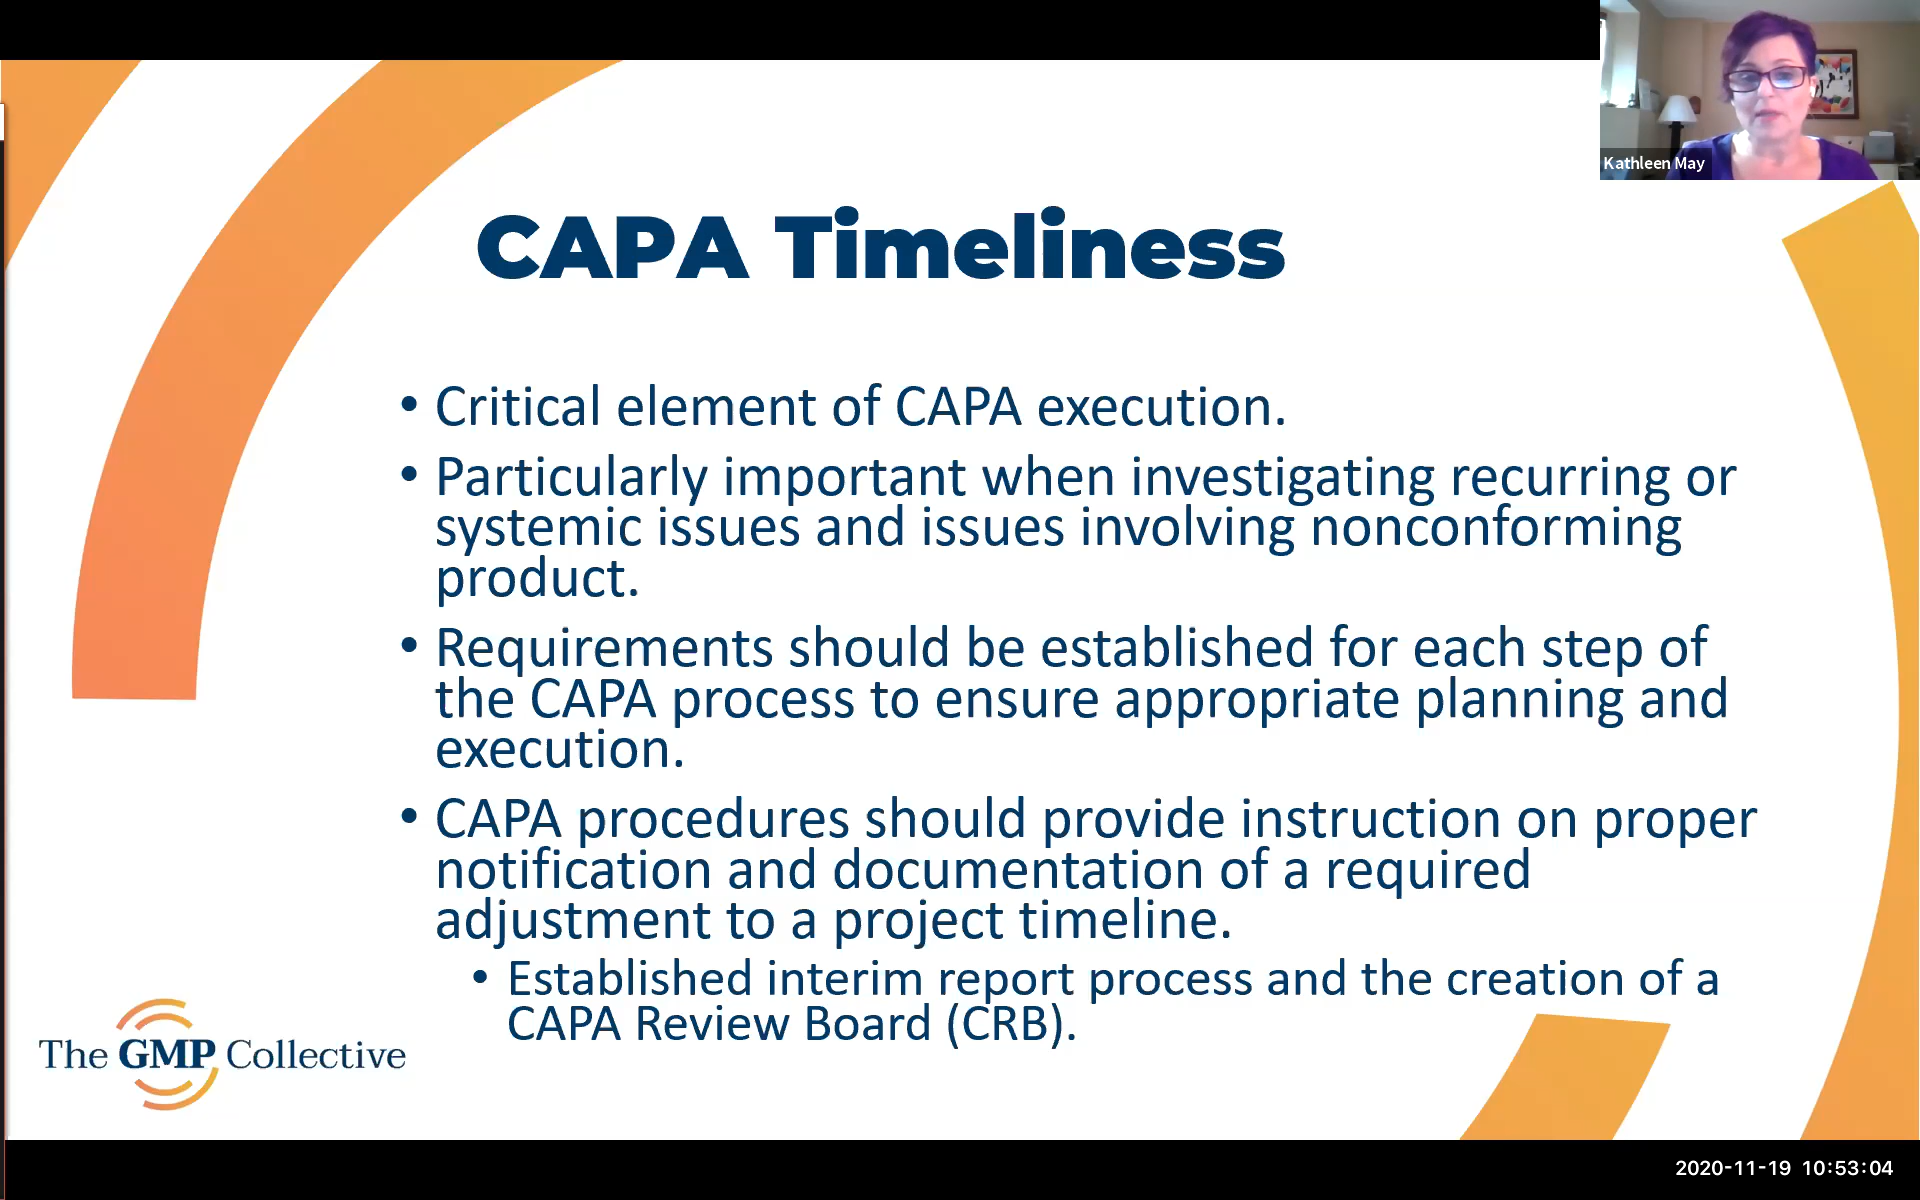 Kathleen May
CAPA Timeliness
• Critical element of CAPA execution.
• Particularly important when investigating recurring or
systemic issues and issues involving nonconforming
product.
• Requirements should be established for each step of
the CAPA process to ensure appropriate planning and
execution.
• CAPA procedures should provide instruction on proper
notification and documentation of a required
adjustment to a project timeline.
• Established interim report process and the creation of a
CAPA Review Board (CRB).
The GMP Collective
2020-11-19 10:53:04